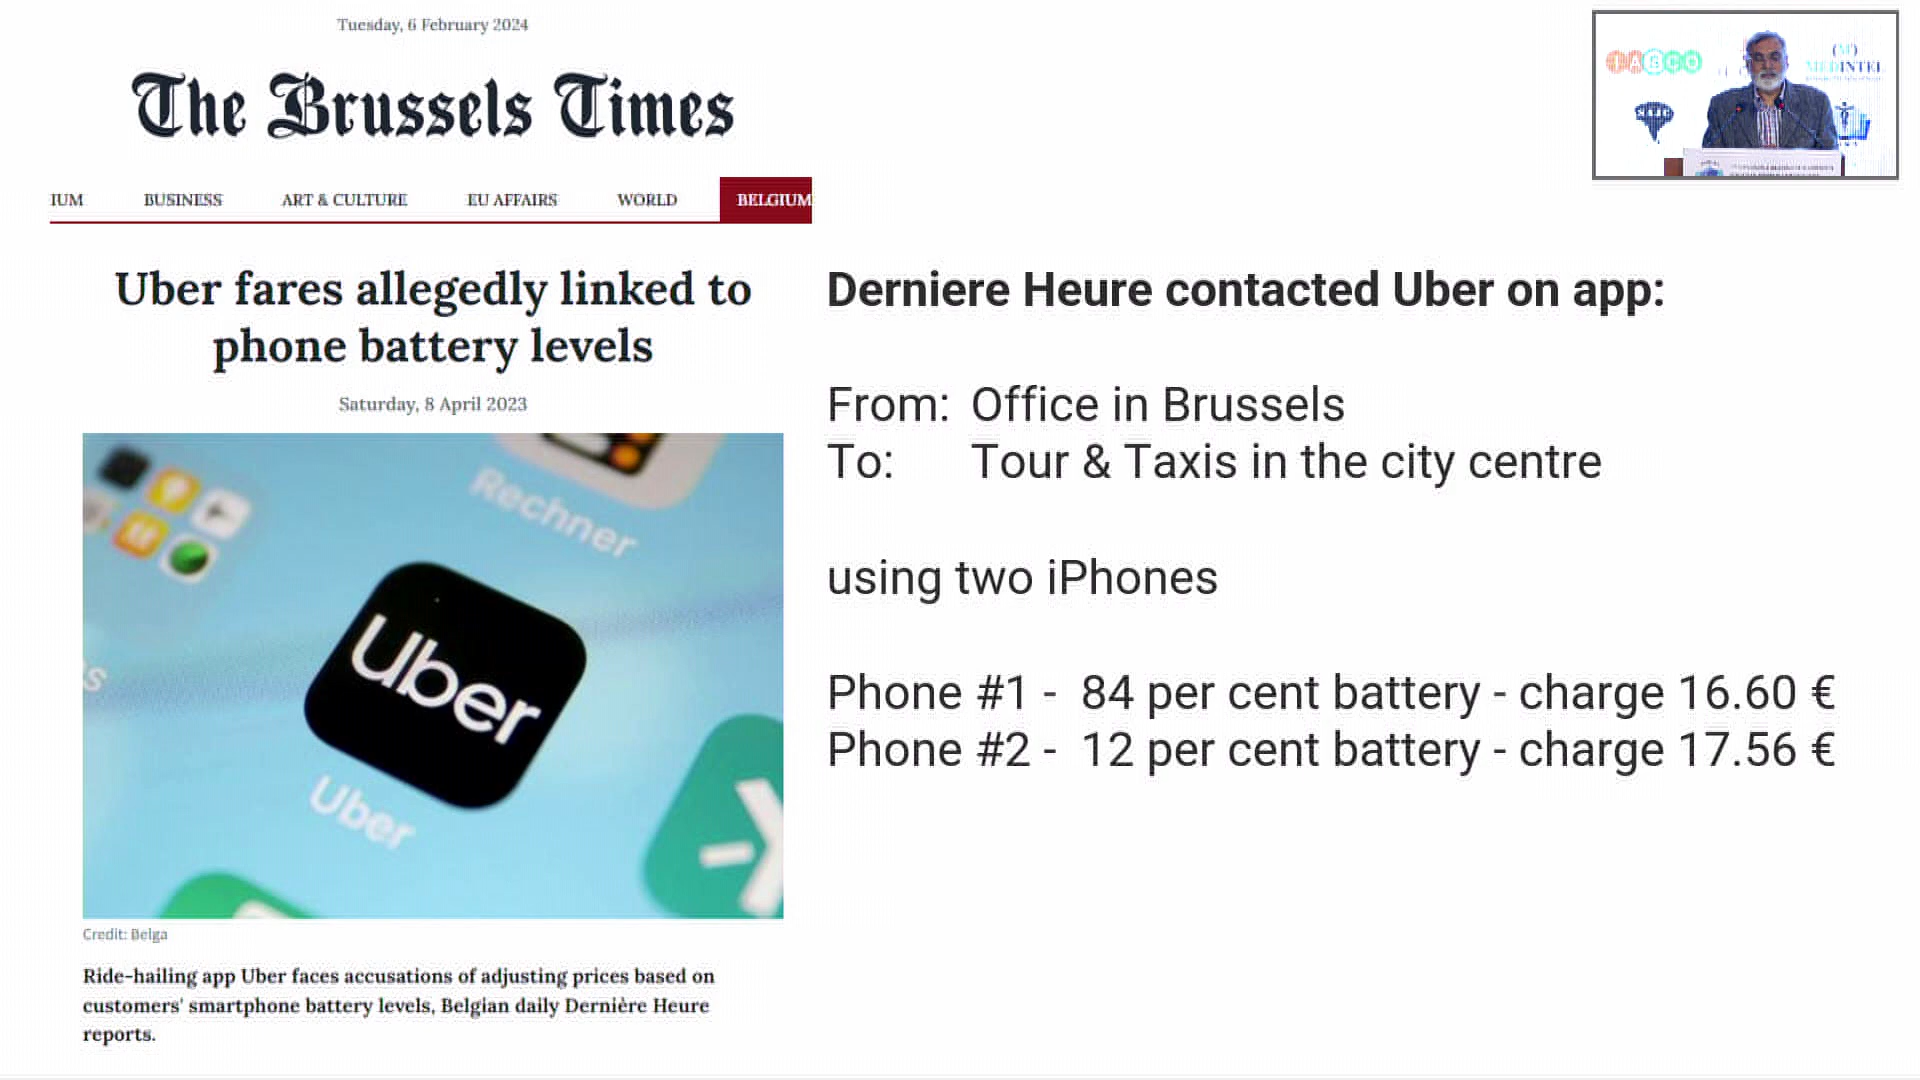 Tuesday, 6 February 2024
The Brussels Times
IUM BUSINESS ART & CULTURE EU AFFAIRS WORLD BELGIUM
Uber fares allegedly linked to
phone battery levels
Saturday, 8 April 2023
Rechner
Uber
Uber
s
Credit: Belga
Ride-hailing app Uber faces accusations of adjusting prices based on
customers' smartphone battery levels, Belgian daily Dernière Heure
reports.
Derniere Heure contacted Uber on app:
From: Office in Brussels
To: Tour & Taxis in the city centre
using two iPhones
Phone #1 - 84 per cent battery - charge 16.60 €
Phone #2 - 12 per cent battery - charge 17.56 €
(M)
MEDINTEL